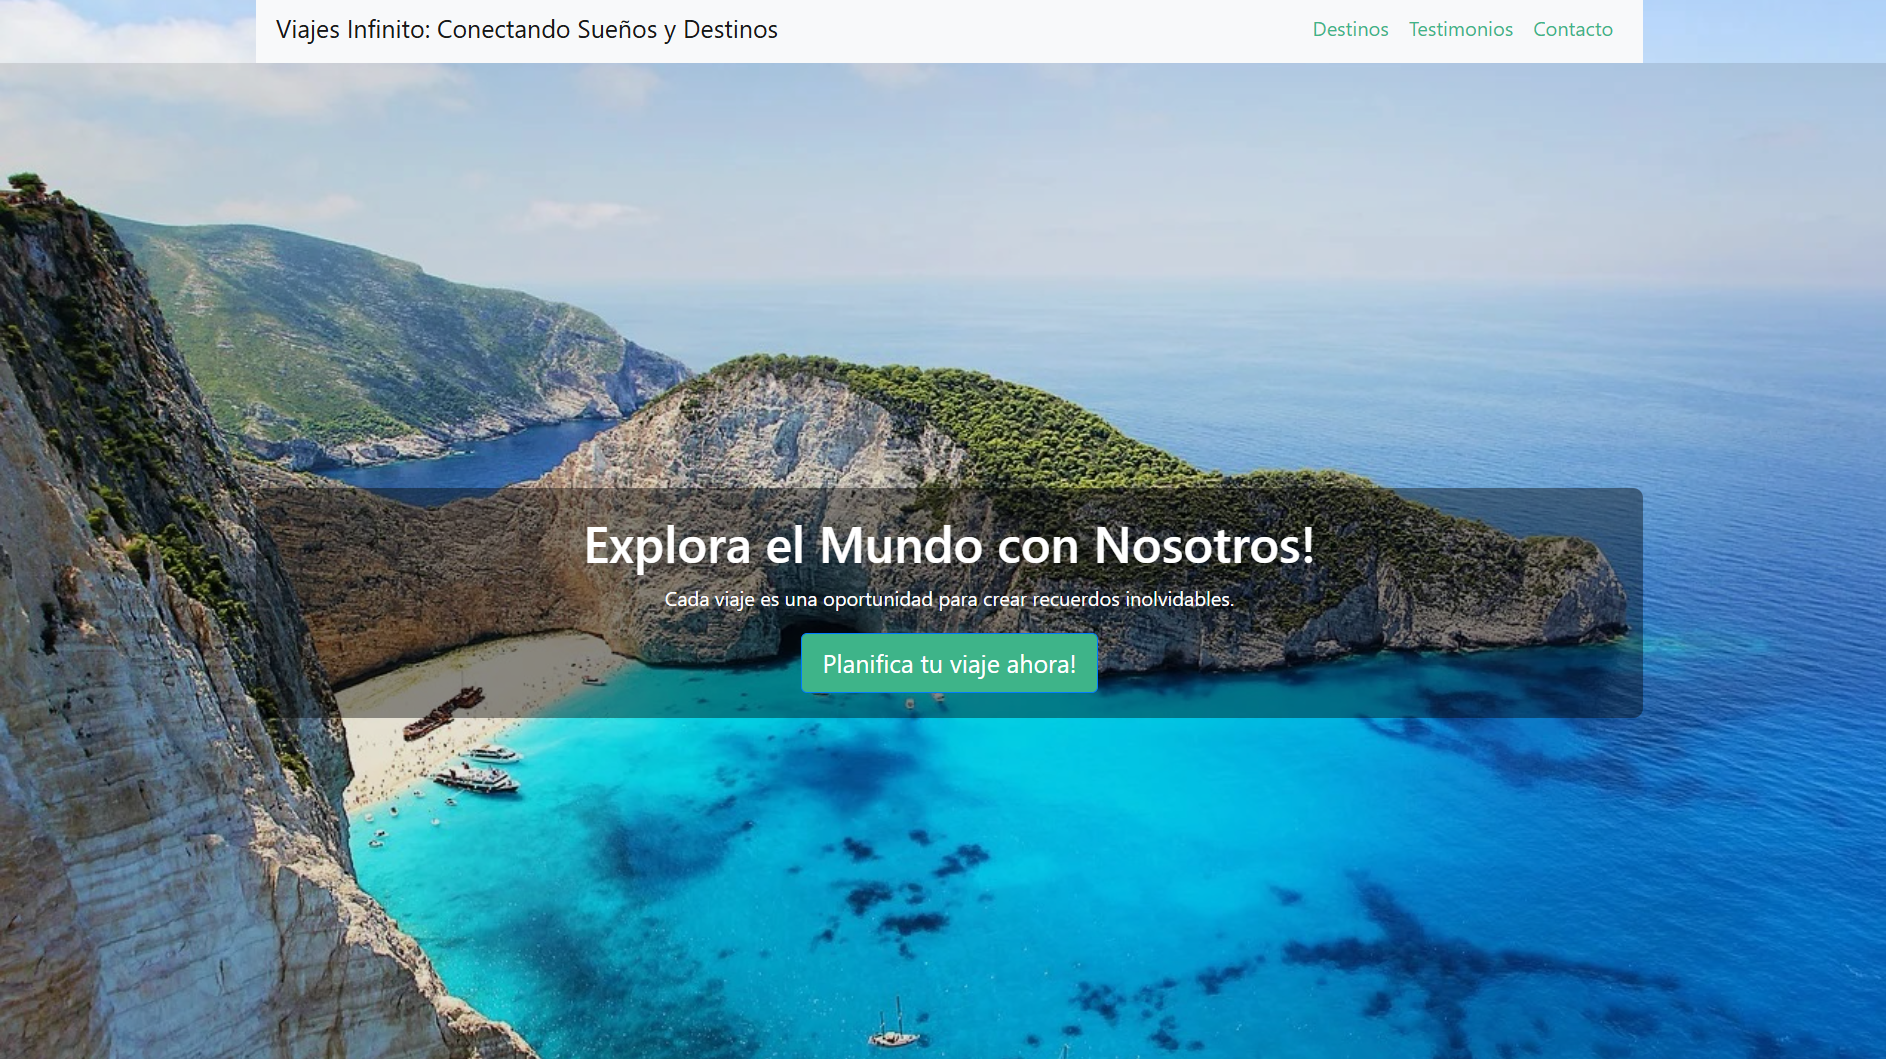 Viajes Infinito: Conectando Sueños y Destinos
Destinos Testimonios Contacto
Explora el Mundo con Nosotros!
Cada viaje es una oportunidad para crear recuerdos inolvidables.
Planifica tu viaje ahora!